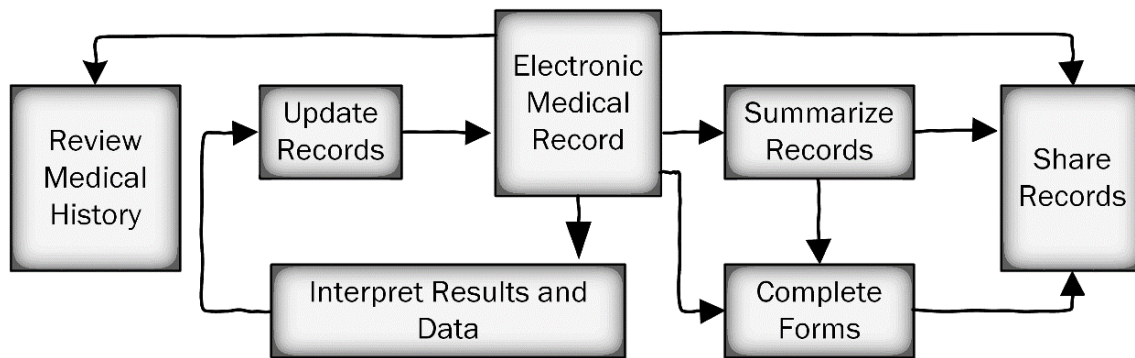 Review
Medical
History
Update
Records
Electronic
Medical
Record
Interpret Results and
Data
Summarize
Records
Complete
Forms
Share
Records